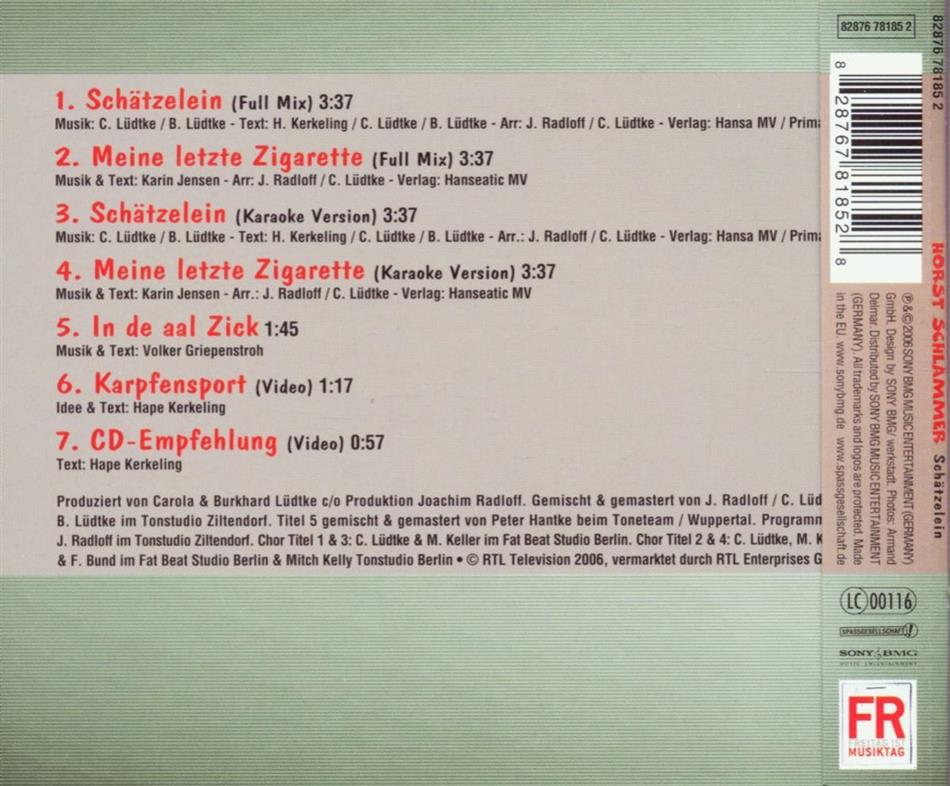 1. Schätzelein (Full Mix) 3:37
Musik: C. Lüdtke / B. Lüdtke - Text: H. Kerkeling / C. Lüdtke / B. Lüdtke - Arr: J. Radloff / C. Lüdtke - Verlag: Hansa MV / Prima
2. Meine letzte Zigarette (Full Mix) 3:37
Musik & Text: Karin Jensen - Arr: J. Radloff / C. Lüdtke - Verlag: Hanseatic MV
3. Schätzelein (Karaoke Version) 3:37
Musik: C. Lüdtke / B. Lüdtke - Text: H. Kerkeling / C. Lüdtke / B. Lüdtke - Arr.: J. Radloff / C. Lüdtke - Verlag: Hansa MV / Prima
4. Meine letzte Zigarette (Karaoke Version) 3:37
Musik & Text: Karin Jensen - Arr.: J. Radloff / C. Lüdtke - Verlag: Hanseatic MV
5. In de aal Zick 1:45
Musik & Text: Volker Griepenstroh
6. Karpfensport (Video) 1:17
Idee & Text: Hape Kerkeling
7. CD-Empfehlung (Video) 0:57
Text: Hape Kerkeling
Produziert von Carola & Burkhard Lüdtke c/o Produktion Joachim Radloff. Gemischt & gemastert von J. Radloff / C. Lüd
B. Lüdtke im Tonstudio Ziltendorf. Titel 5 gemischt & gemastert von Peter Hantke beim Toneteam / Wuppertal. Programm
J. Radloff im Tonstudio Ziltendorf. Chor Titel 1 & 3: C. Lüdtke & M. Keller im Fat Beat Studio Berlin. Chor Titel 2 & 4: C. Lüdtke, M. K
& F. Bund im Fat Beat Studio Berlin & Mitch Kelly Tonstudio Berlin • © RTL Television 2006, vermarktet durch RTL Enterprises G
82876 78185 2
8 28767 81852 8
℗ & © 2006 SONY BMG MUSIC ENTERTAINMENT (GERMANY)
GmbH. Design by SONY BMG/ werkstadt. Photos: Armand
Delmar. Distributed by SONY BMG MUSIC ENTERTAINMENT
(GERMANY). All trademarks and logos are protected. Made
in the EU. www.sonybmg.de www.spassgesellschaft.de
LC 00116
SPASSGESELLSCHAFT!
SONY BMG
MUSIC ENTERTAINMENT
FR
FREITAG IST
MUSIKTAG
82876 78185 2
HORST SCHLÄMMER Schätzelein